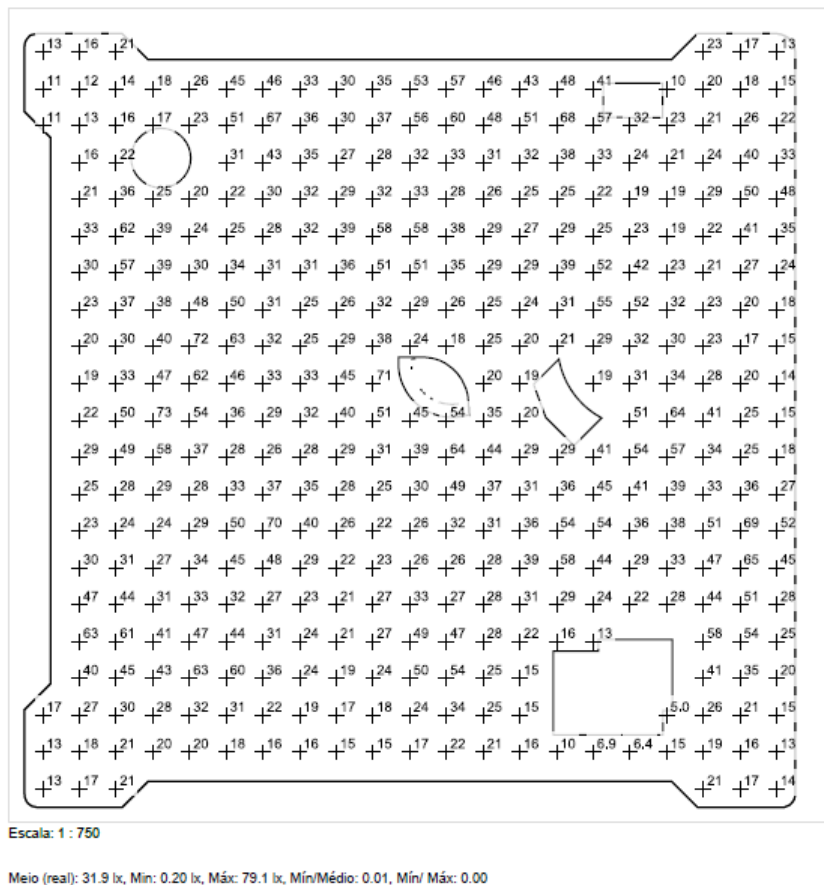 13 16 21 23 17 13
11 12 14 18 26 45 46 33 30 35 53 57 46 43 48 41 10 20 18 15
11 13 16 17 23 51 67 36 30 37 56 60 48 51 68 57 32 23 21 26 22
16 22 31 43 35 27 28 32 33 31 32 38 33 24 21 24 40 33
21 36 25 20 22 30 32 29 32 33 28 26 25 25 22 19 19 29 50 48
33 62 39 24 25 28 32 39 58 58 38 29 27 29 25 23 19 22 41 35
30 57 39 30 34 31 31 36 51 51 35 29 29 39 52 42 23 21 27 24
23 37 38 48 50 31 25 26 32 29 26 25 24 31 55 52 32 23 20 18
20 30 40 72 63 32 25 29 38 24 18 25 20 21 29 32 30 23 17 15
19 33 47 62 46 33 33 45 71 20 19 19 31 34 28 20 14
22 50 73 54 36 29 32 40 51 45 54 35 20 51 64 41 25 15
29 49 58 37 28 26 28 29 31 39 64 44 29 29 41 54 57 34 25 18
25 28 29 28 33 37 35 28 25 30 49 37 31 36 45 41 39 33 36 27
23 24 24 29 50 70 40 26 22 26 32 31 36 54 54 36 38 51 69 52
30 31 27 34 45 48 29 22 23 26 26 28 39 58 44 29 33 47 65 45
47 44 31 33 32 27 23 21 27 33 27 28 31 29 24 22 28 44 51 28
63 61 41 47 44 31 24 21 27 49 47 28 22 16 13 58 54 25
40 45 43 63 60 36 24 19 24 50 54 25 15 41 35 20
17 27 30 28 32 31 22 19 17 18 24 34 25 15 5.0 26 21 15
13 18 21 20 20 18 16 16 15 15 17 22 21 16 10 6.9 6.4 15 19 16 13
13 17 21 21 17 14
Escala: 1 : 750
Meio (real): 31.9 lx, Min: 0.20 lx, Máx: 79.1 lx, Mín/Médio: 0.01, Mín/ Máx: 0.00